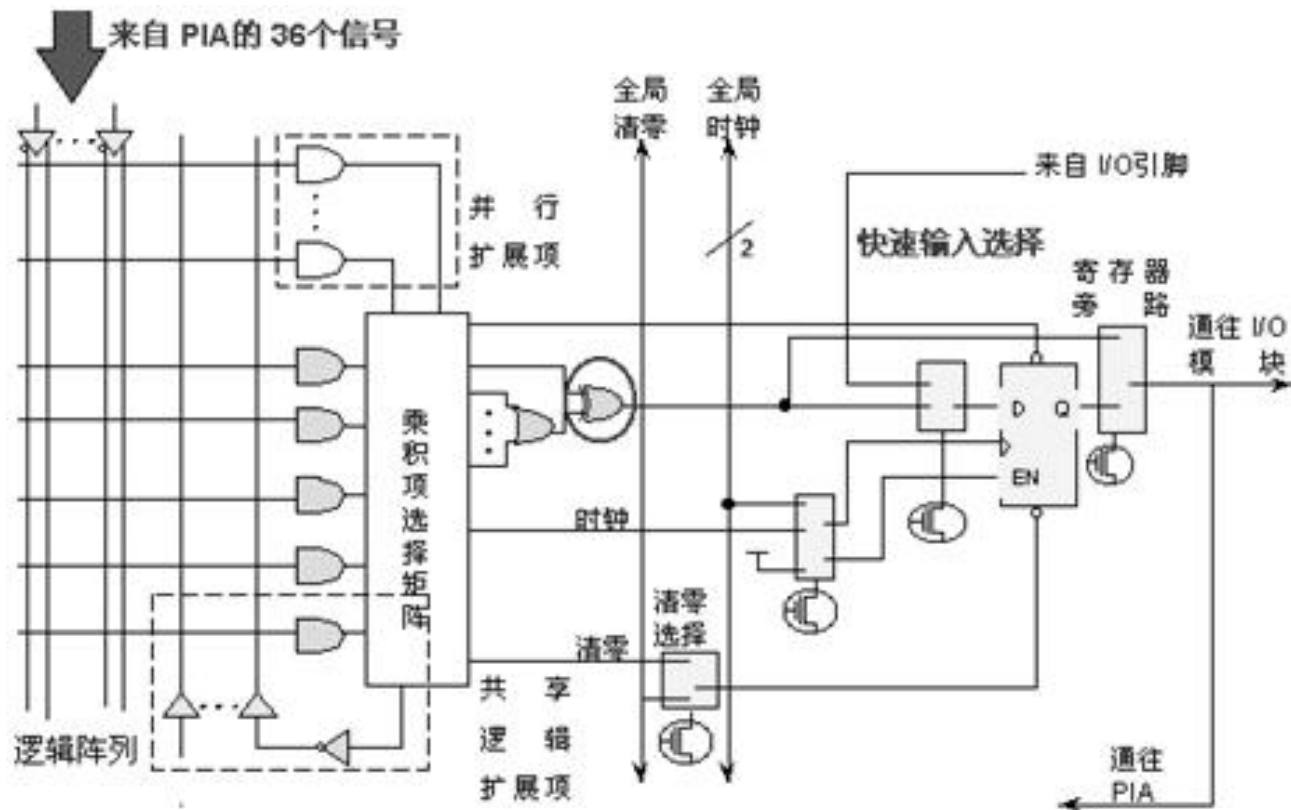 来自 PIA的 36个信号
全局
清零
全局
时钟
来自 I/O引脚
并 行
扩展项
2
快速输入选择
寄存器
旁 路
通往 I/O
模 块
乘积项选择矩阵
D Q
EN
时钟
清零
选择
清零
共 享
逻 辑
扩展项
逻辑阵列
通往
PIA